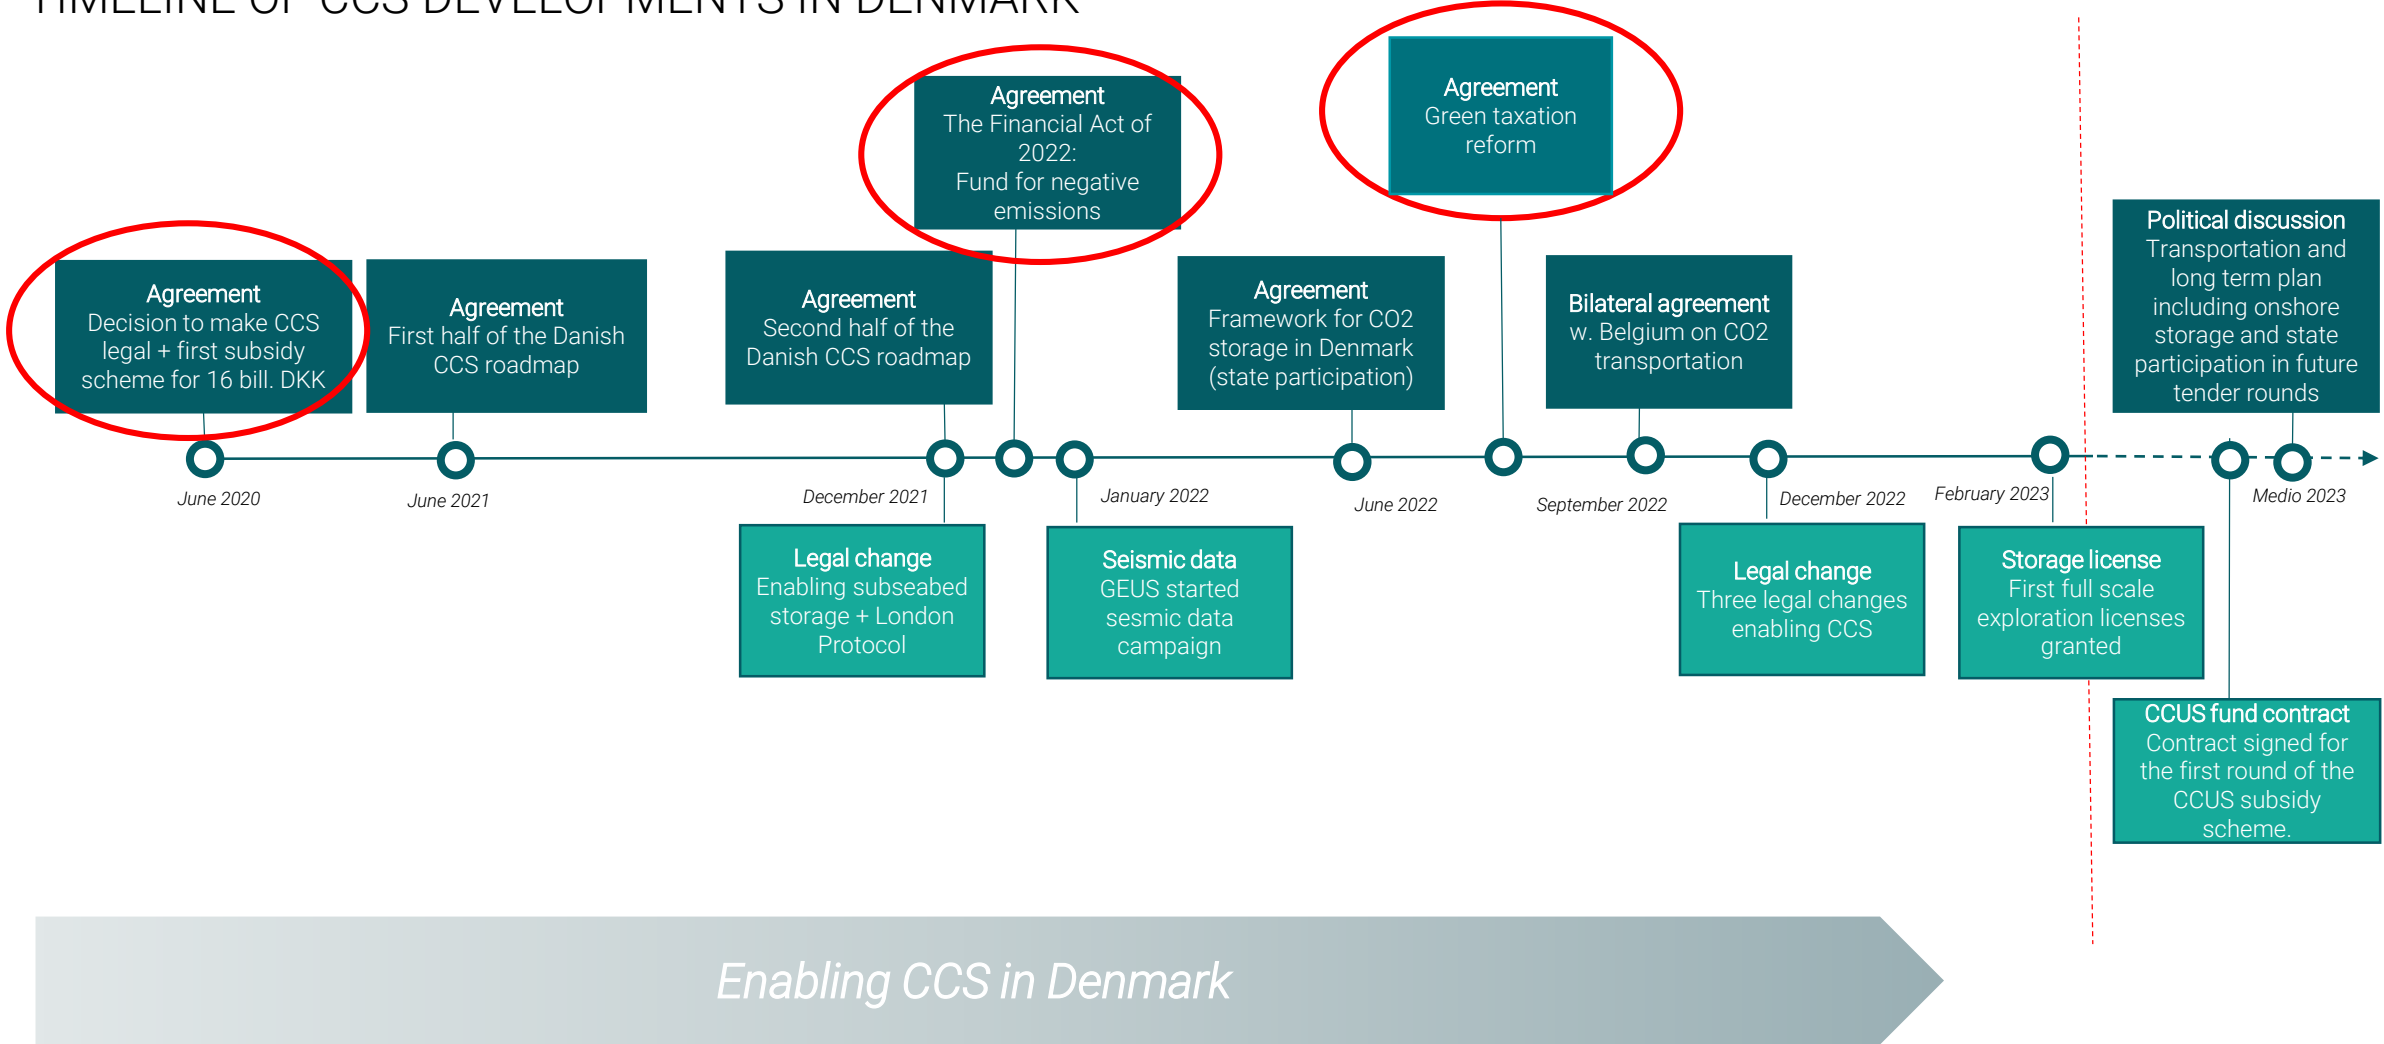 TIMELINE OF CCS DEVELOPMENTS IN DENMARK
Agreement
Decision to make CCS
legal + first subsidy
scheme for 16 bill. DKK
Agreement
First half of the Danish
CCS roadmap
Agreement
Second half of the
Danish CCS roadmap
Agreement
The Financial Act of
2022:
Fund for negative
emissions
Agreement
Framework for CO2
storage in Denmark
(state participation)
Agreement
Green taxation
reform
Bilateral agreement
w. Belgium on CO2
transportation
Political discussion
Transportation and
long term plan
including onshore
storage and state
participation in future
tender rounds
June 2020
June 2021
December 2021
January 2022
June 2022
September 2022
December 2022
February 2023
Medio 2023
Legal change
Enabling subseabed
storage + London
Protocol
Seismic data
GEUS started
sesmic data
campaign
Legal change
Three legal changes
enabling CCS
Storage license
First full scale
exploration licenses
granted
CCUS fund contract
Contract signed for
the first round of the
CCUS subsidy
scheme.
Enabling CCS in Denmark